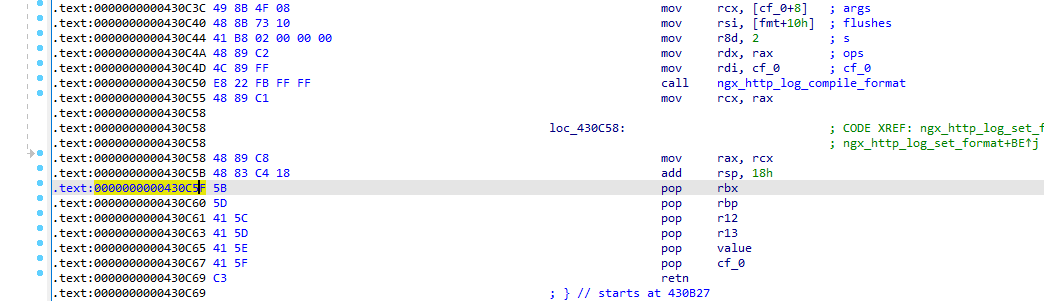 .text:0000000000430C3C 49 8B 4F 08 mov rcx, [cf_0+8] ; args
.text:0000000000430C40 48 8B 73 10 mov rsi, [fmt+10h] ; flushes
.text:0000000000430C44 41 B8 02 00 00 00 mov r8d, 2 ; s
.text:0000000000430C4A 48 89 C2 mov rdx, rax ; ops
.text:0000000000430C4D 4C 89 FF mov rdi, cf_0 ; cf_0
.text:0000000000430C50 E8 22 FB FF FF call ngx_http_log_compile_format
.text:0000000000430C55 48 89 C1 mov rcx, rax
.text:0000000000430C58
.text:0000000000430C58 loc_430C58: ; CODE XREF: ngx_http_log_set_f
.text:0000000000430C58 ; ngx_http_log_set_format+BE↑j
.text:0000000000430C58 48 89 C8 mov rax, rcx
.text:0000000000430C5B 48 83 C4 18 add rsp, 18h
.text:0000000000430C5F 5B pop rbx
.text:0000000000430C60 5D pop rbp
.text:0000000000430C61 41 5C pop r12
.text:0000000000430C63 41 5D pop r13
.text:0000000000430C65 41 5E pop value
.text:0000000000430C67 41 5F pop cf_0
.text:0000000000430C69 C3 retn
.text:0000000000430C69 ; } // starts at 430B27